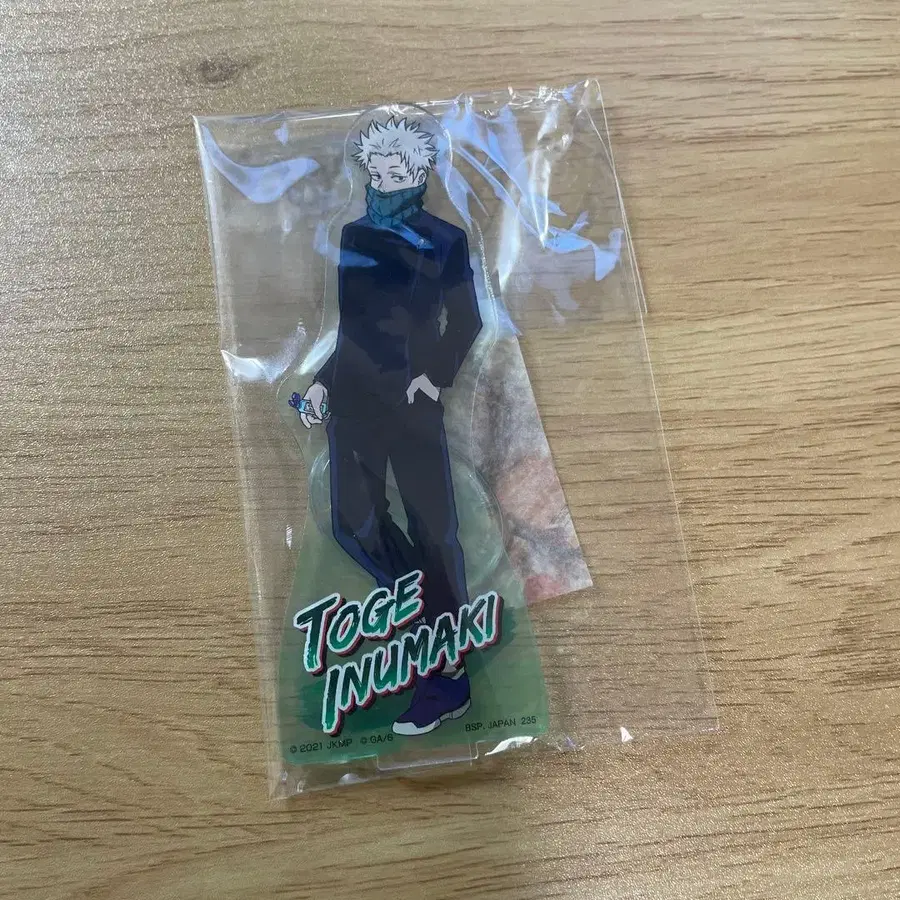 TOGE
INUMAKI
© 2021 JKMP © GA/S BSP. JAPAN 235